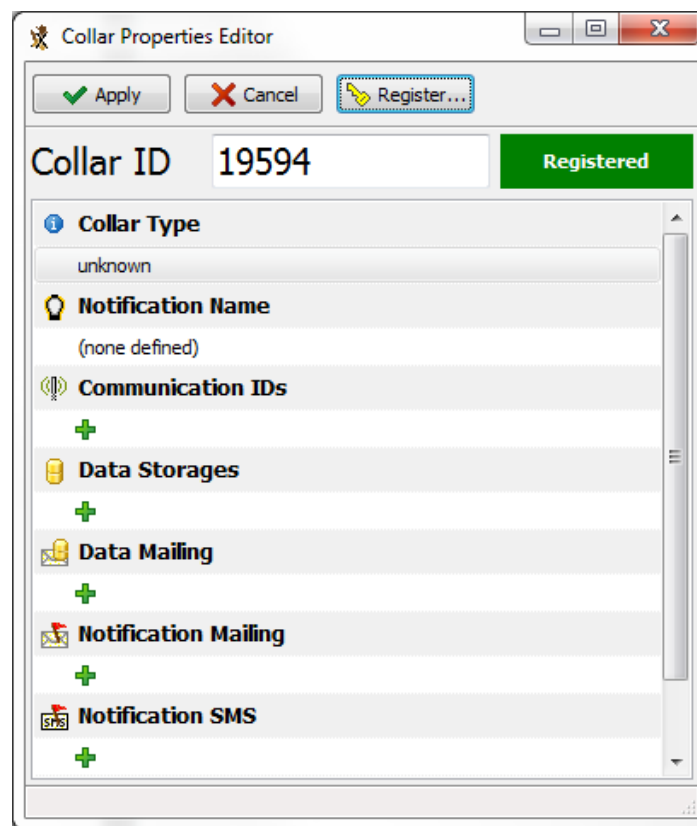 Collar Properties Editor
Apply Cancel Register...
Collar ID 19594 Registered
Collar Type
unknown
Notification Name
(none defined)
Communication IDs
Data Storages
Data Mailing
Notification Mailing
SMS Notification SMS